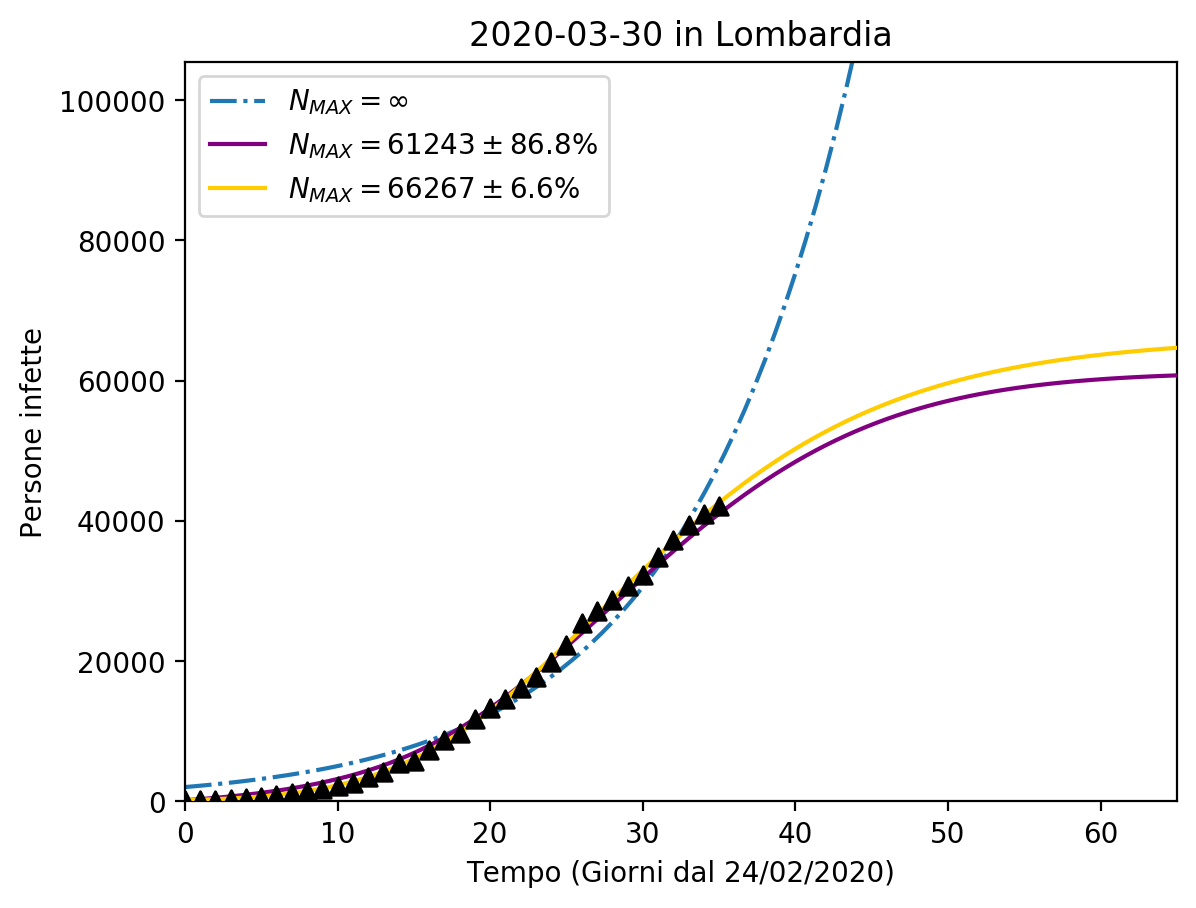 2020-03-30 in Lombardia
N_MAX = ∞
N_MAX = 61243 ± 86.8%
N_MAX = 66267 ± 6.6%
100000
80000
60000
40000
20000
0
Persone infette
0 10 20 30 40 50 60
Tempo (Giorni dal 24/02/2020)